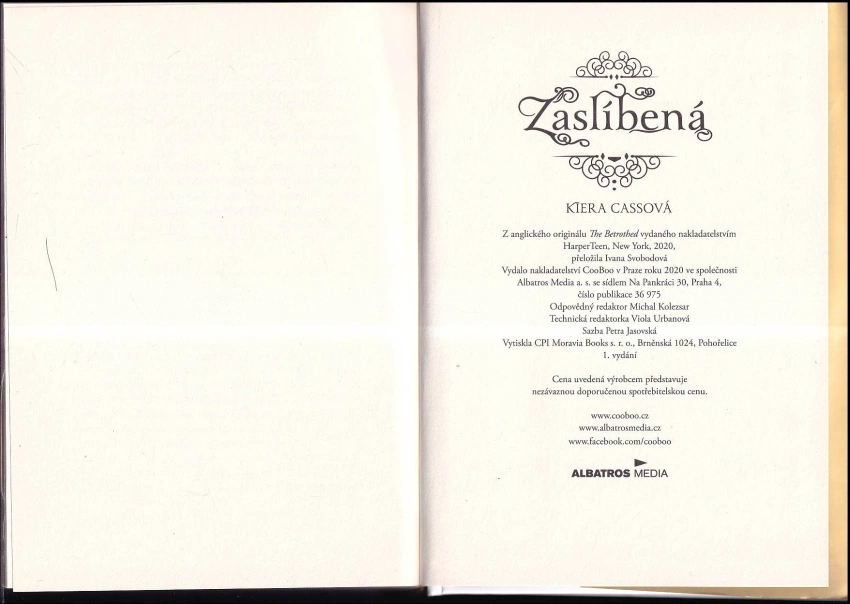 Zaslíbená
KIERA CASSOVÁ
Z anglického originálu The Betrothed vydaného nakladatelstvím
HarperTeen, New York, 2020,
přeložila Ivana Svobodová
Vydalo nakladatelství CooBoo v Praze roku 2020 ve společnosti
Albatros Media a. s. se sídlem Na Pankráci 30, Praha 4,
číslo publikace 36 975
Odpovědný redaktor Michal Kolezsar
Technická redaktorka Viola Urbanová
Sazba Petra Jasovská
Vytiskla CPI Moravia Books s. r. o., Brněnská 1024, Pohořelice
1. vydání
Cena uvedená výrobcem představuje
nezávaznou doporučenou spotřebitelskou cenu.
www.cooboo.cz
www.albatrosmedia.cz
www.facebook.com/cooboo
ALBATROS MEDIA